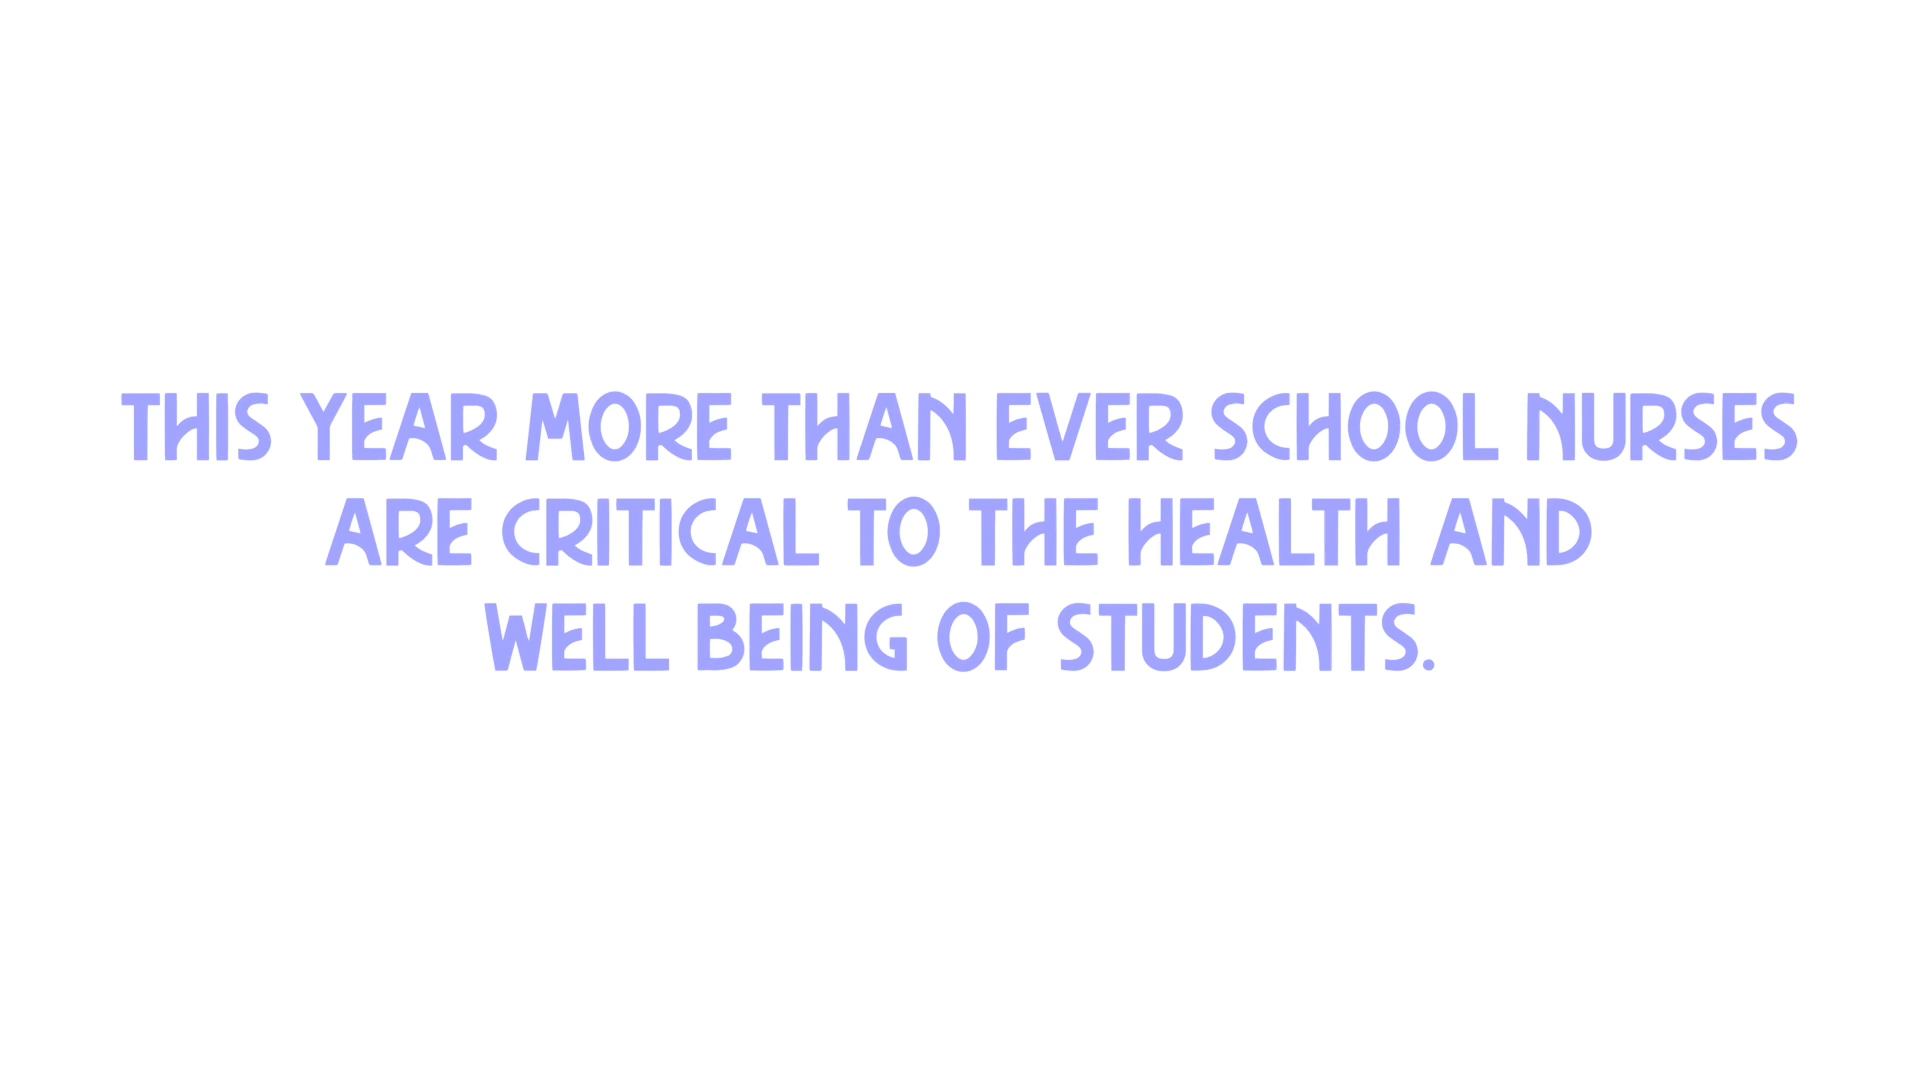 THIS YEAR MORE THAN EVER SCHOOL NURSES
ARE CRITICAL TO THE HEALTH AND
WELL BEING OF STUDENTS.